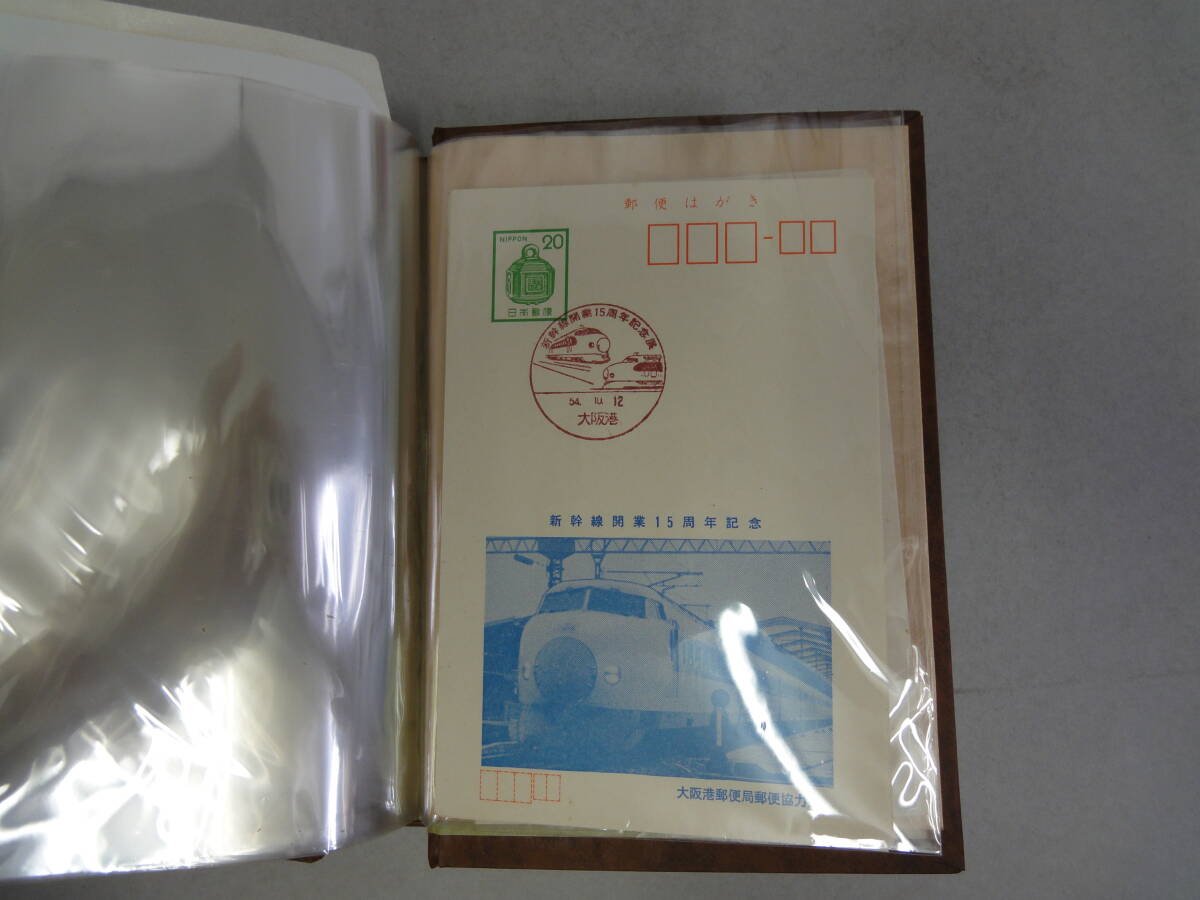 郵便はがき
NIPPON 20
日本郵便
新幹線開業15周年記念展
54. 10. 12
大阪港
新幹線開業15周年記念
大阪港郵便局郵便協力